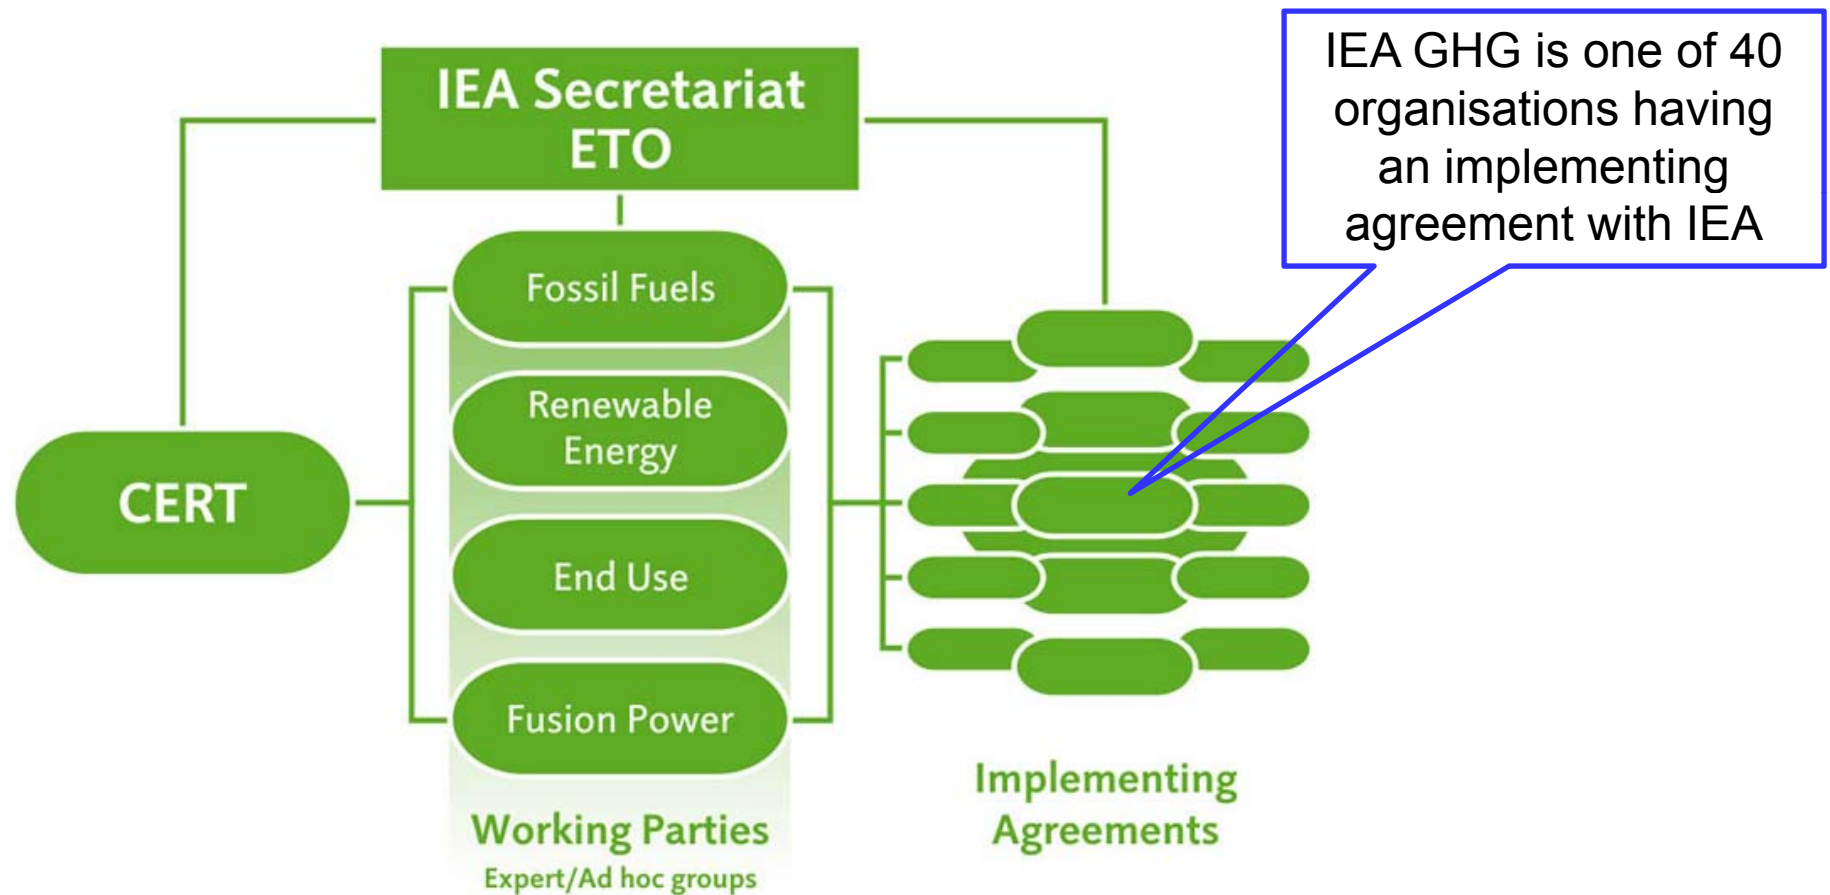 IEA Secretariat
ETO
IEA GHG is one of 40
organisations having
an implementing
agreement with IEA
CERT
Fossil Fuels
Renewable
Energy
End Use
Fusion Power
Working Parties
Expert/Ad hoc groups
Implementing
Agreements